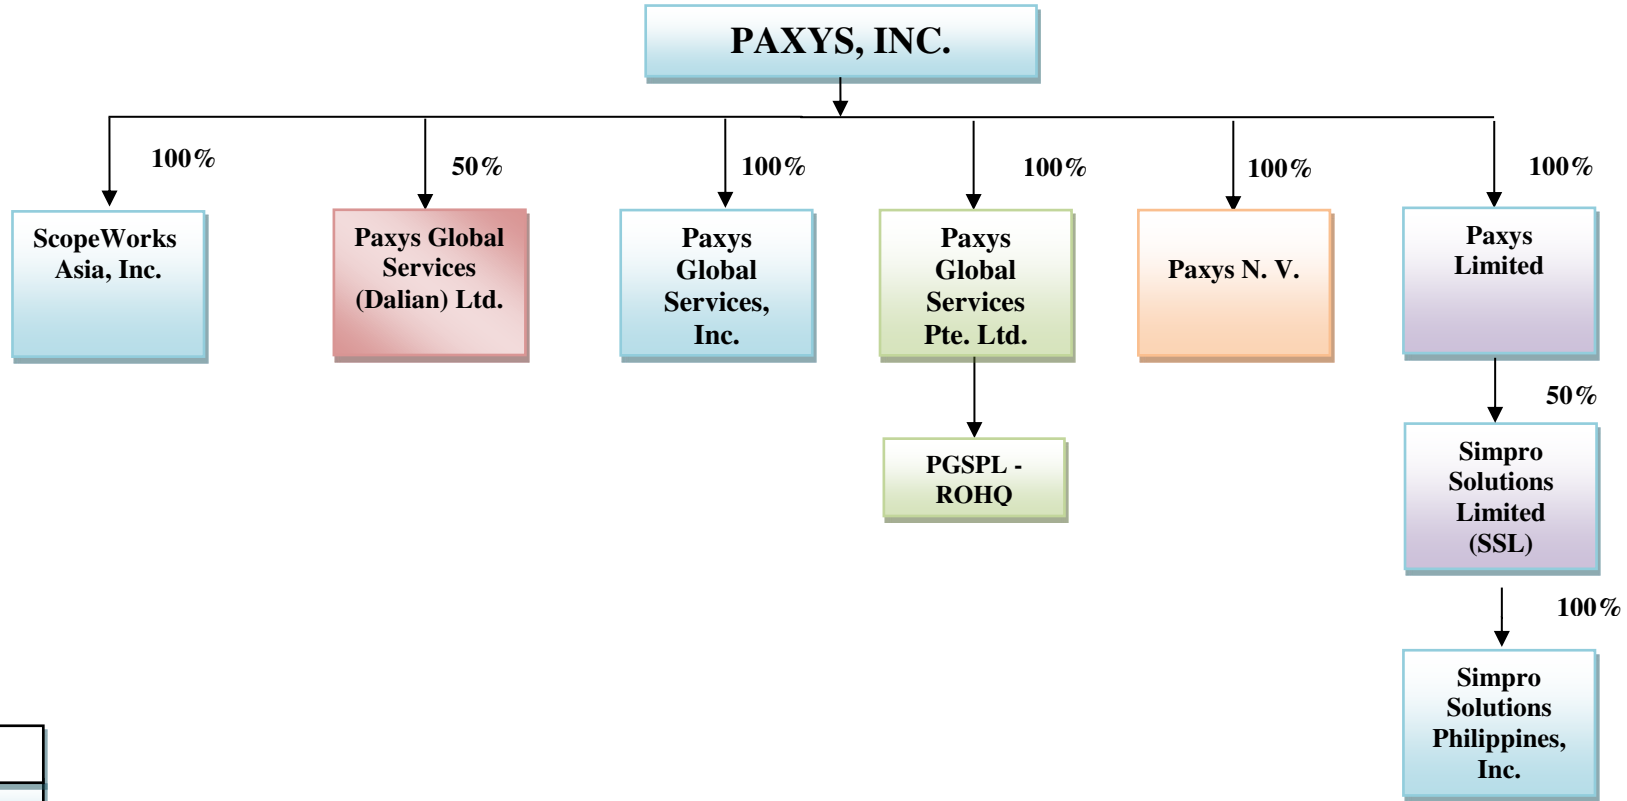 PAXYS, INC.
100%
50%
100%
100%
100%
100%
ScopeWorks
Asia, Inc.
Paxys Global
Services
(Dalian) Ltd.
Paxys
Global
Services,
Inc.
Paxys
Global
Services
Pte. Ltd.
Paxys N. V.
Paxys
Limited
50%
PGSPL -
ROHQ
Simpro
Solutions
Limited
(SSL)
100%
Simpro
Solutions
Philippines,
Inc.